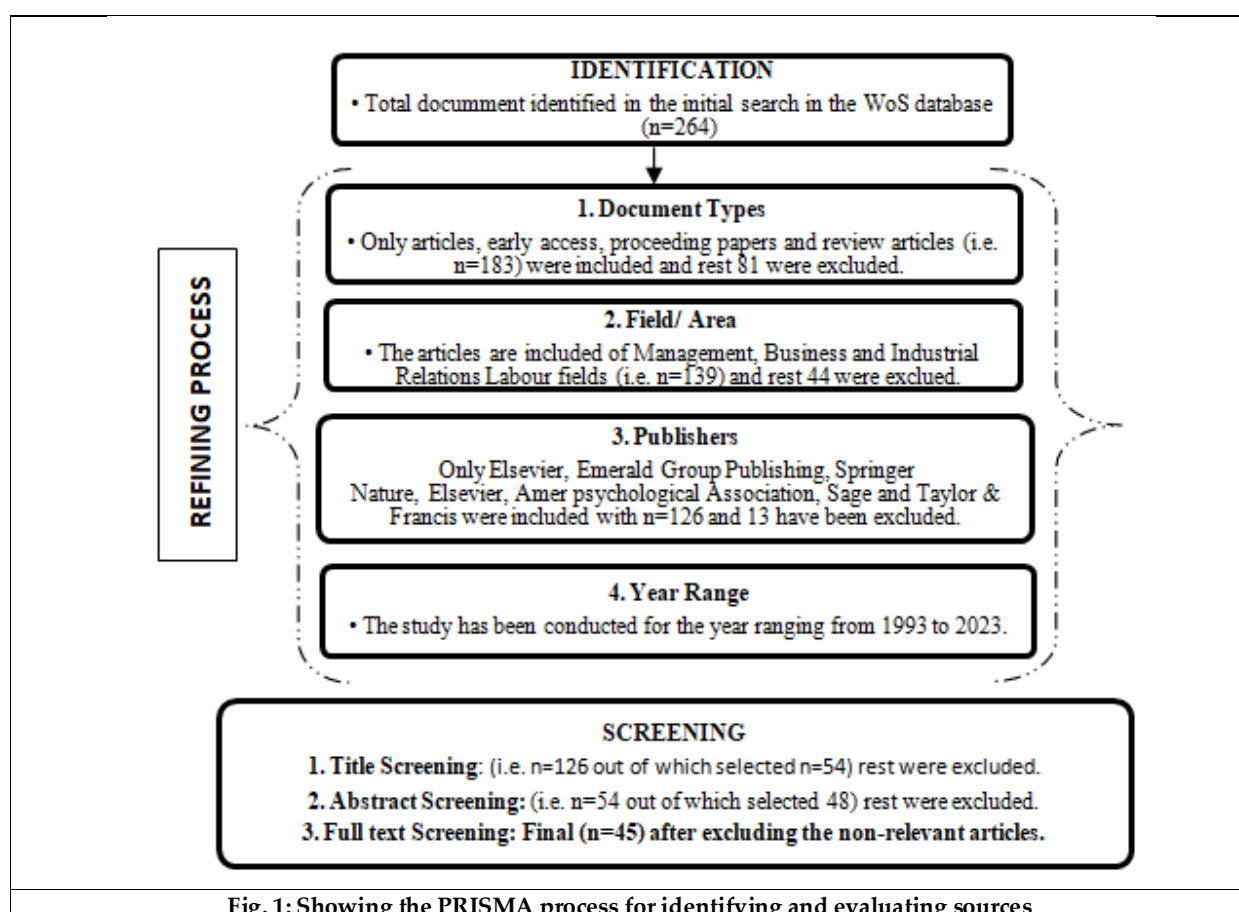 IDENTIFICATION
• Total documment identified in the initial search in the WoS database
(n=264)
REFINING PROCESS
1. Document Types
• Only articles, early access, proceeding papers and review articles (i.e.
n=183) were included and rest 81 were excluded.
2. Field/ Area
• The articles are included of Management, Business and Industrial
Relations Labour fields (i.e. n=139) and rest 44 were exclued.
3. Publishers
Only Elsevier, Emerald Group Publishing, Springer
Nature, Elsevier, Amer psychological Association, Sage and Taylor &
Francis were included with n=126 and 13 have been excluded.
4. Year Range
• The study has been conducted for the year ranging from 1993 to 2023.
SCREENING
1. Title Screening: (i.e. n=126 out of which selected n=54) rest were excluded.
2. Abstract Screening: (i.e. n=54 out of which selected 48) rest were excluded.
3. Full text Screening: Final (n=45) after excluding the non-relevant articles.
Fig. 1: Showing the PRISMA process for identifying and evaluating sources